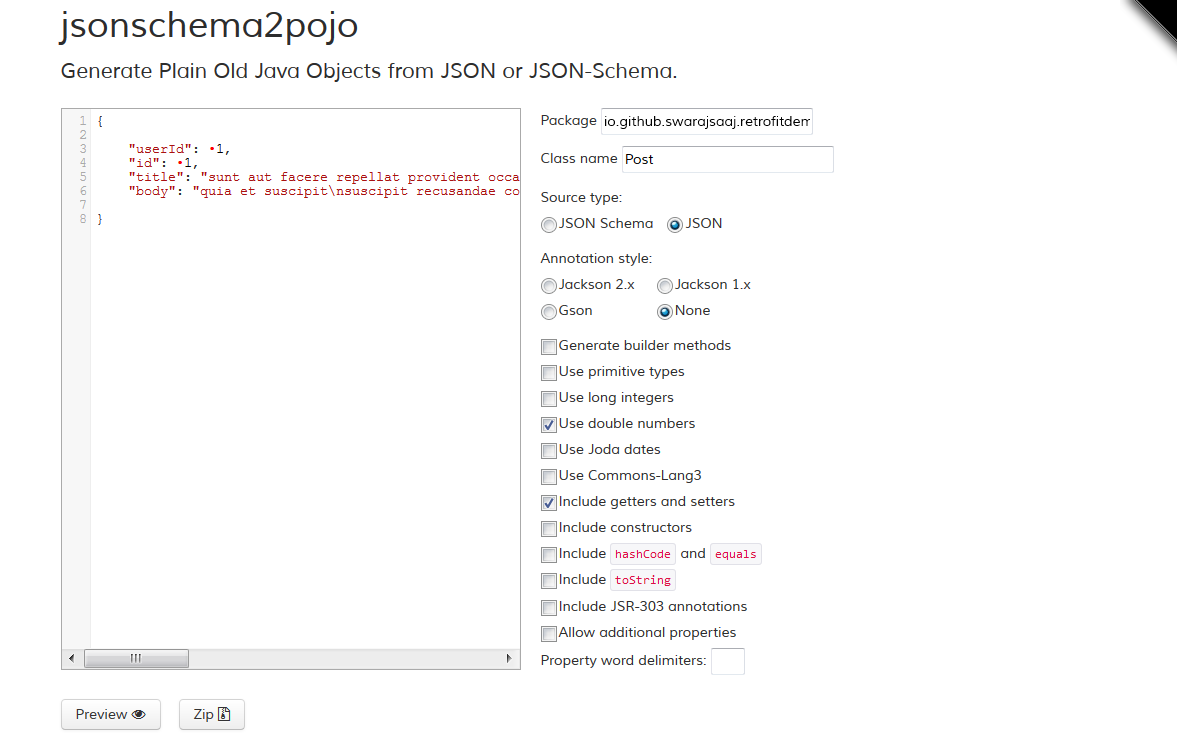 jsonschema2pojo
Generate Plain Old Java Objects from JSON or JSON-Schema.
1 {
2
3 "userId": •1,
4 "id": •1,
5 "title": "sunt aut facere repellat provident occa
6 "body": "quia et suscipit\nsuscipit recusandae co
7
8 }
Package io.github.swarajsaaj.retrofitdem
Class name Post
Source type:
JSON Schema JSON
Annotation style:
Jackson 2.x Jackson 1.x
Gson None
Generate builder methods
Use primitive types
Use long integers
Use double numbers
Use Joda dates
Use Commons-Lang3
Include getters and setters
Include constructors
Include hashCode and equals
Include toString
Include JSR-303 annotations
Allow additional properties
Property word delimiters:
Preview Zip